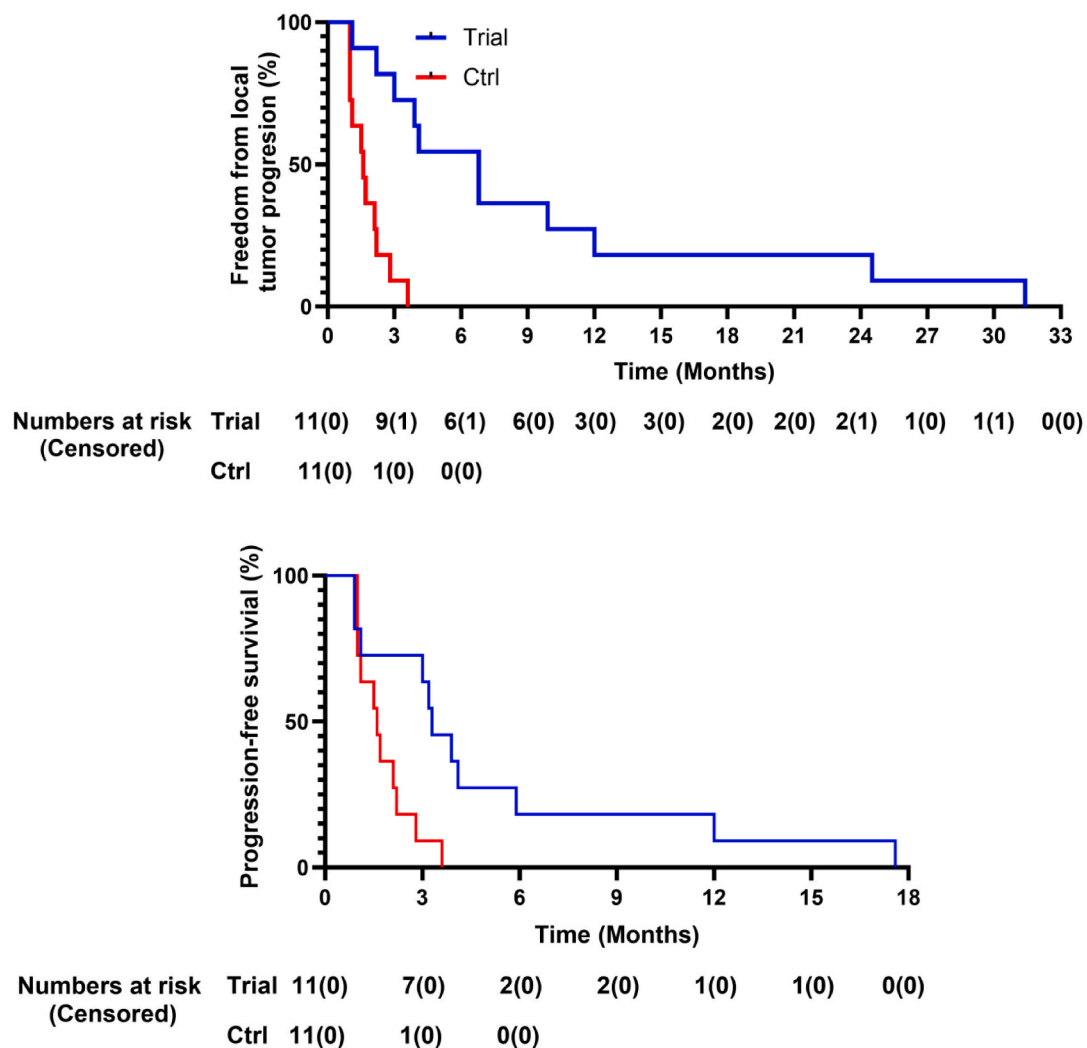 Freedom from local
tumor progresion (%)
100
50
0
Trial
Ctrl
0 3 6 9 12 15 18 21 24 27 30 33
Time (Months)
Numbers at risk
(Censored)
Trial 11(0) 9(1) 6(1) 6(0) 3(0) 3(0) 2(0) 2(0) 2(1) 1(0) 1(1) 0(0)
Ctrl 11(0) 1(0) 0(0)
Progression-free survivial (%)
100
50
0
0 3 6 9 12 15 18
Time (Months)
Numbers at risk
(Censored)
Trial 11(0) 7(0) 2(0) 2(0) 1(0) 1(0) 0(0)
Ctrl 11(0) 1(0) 0(0)